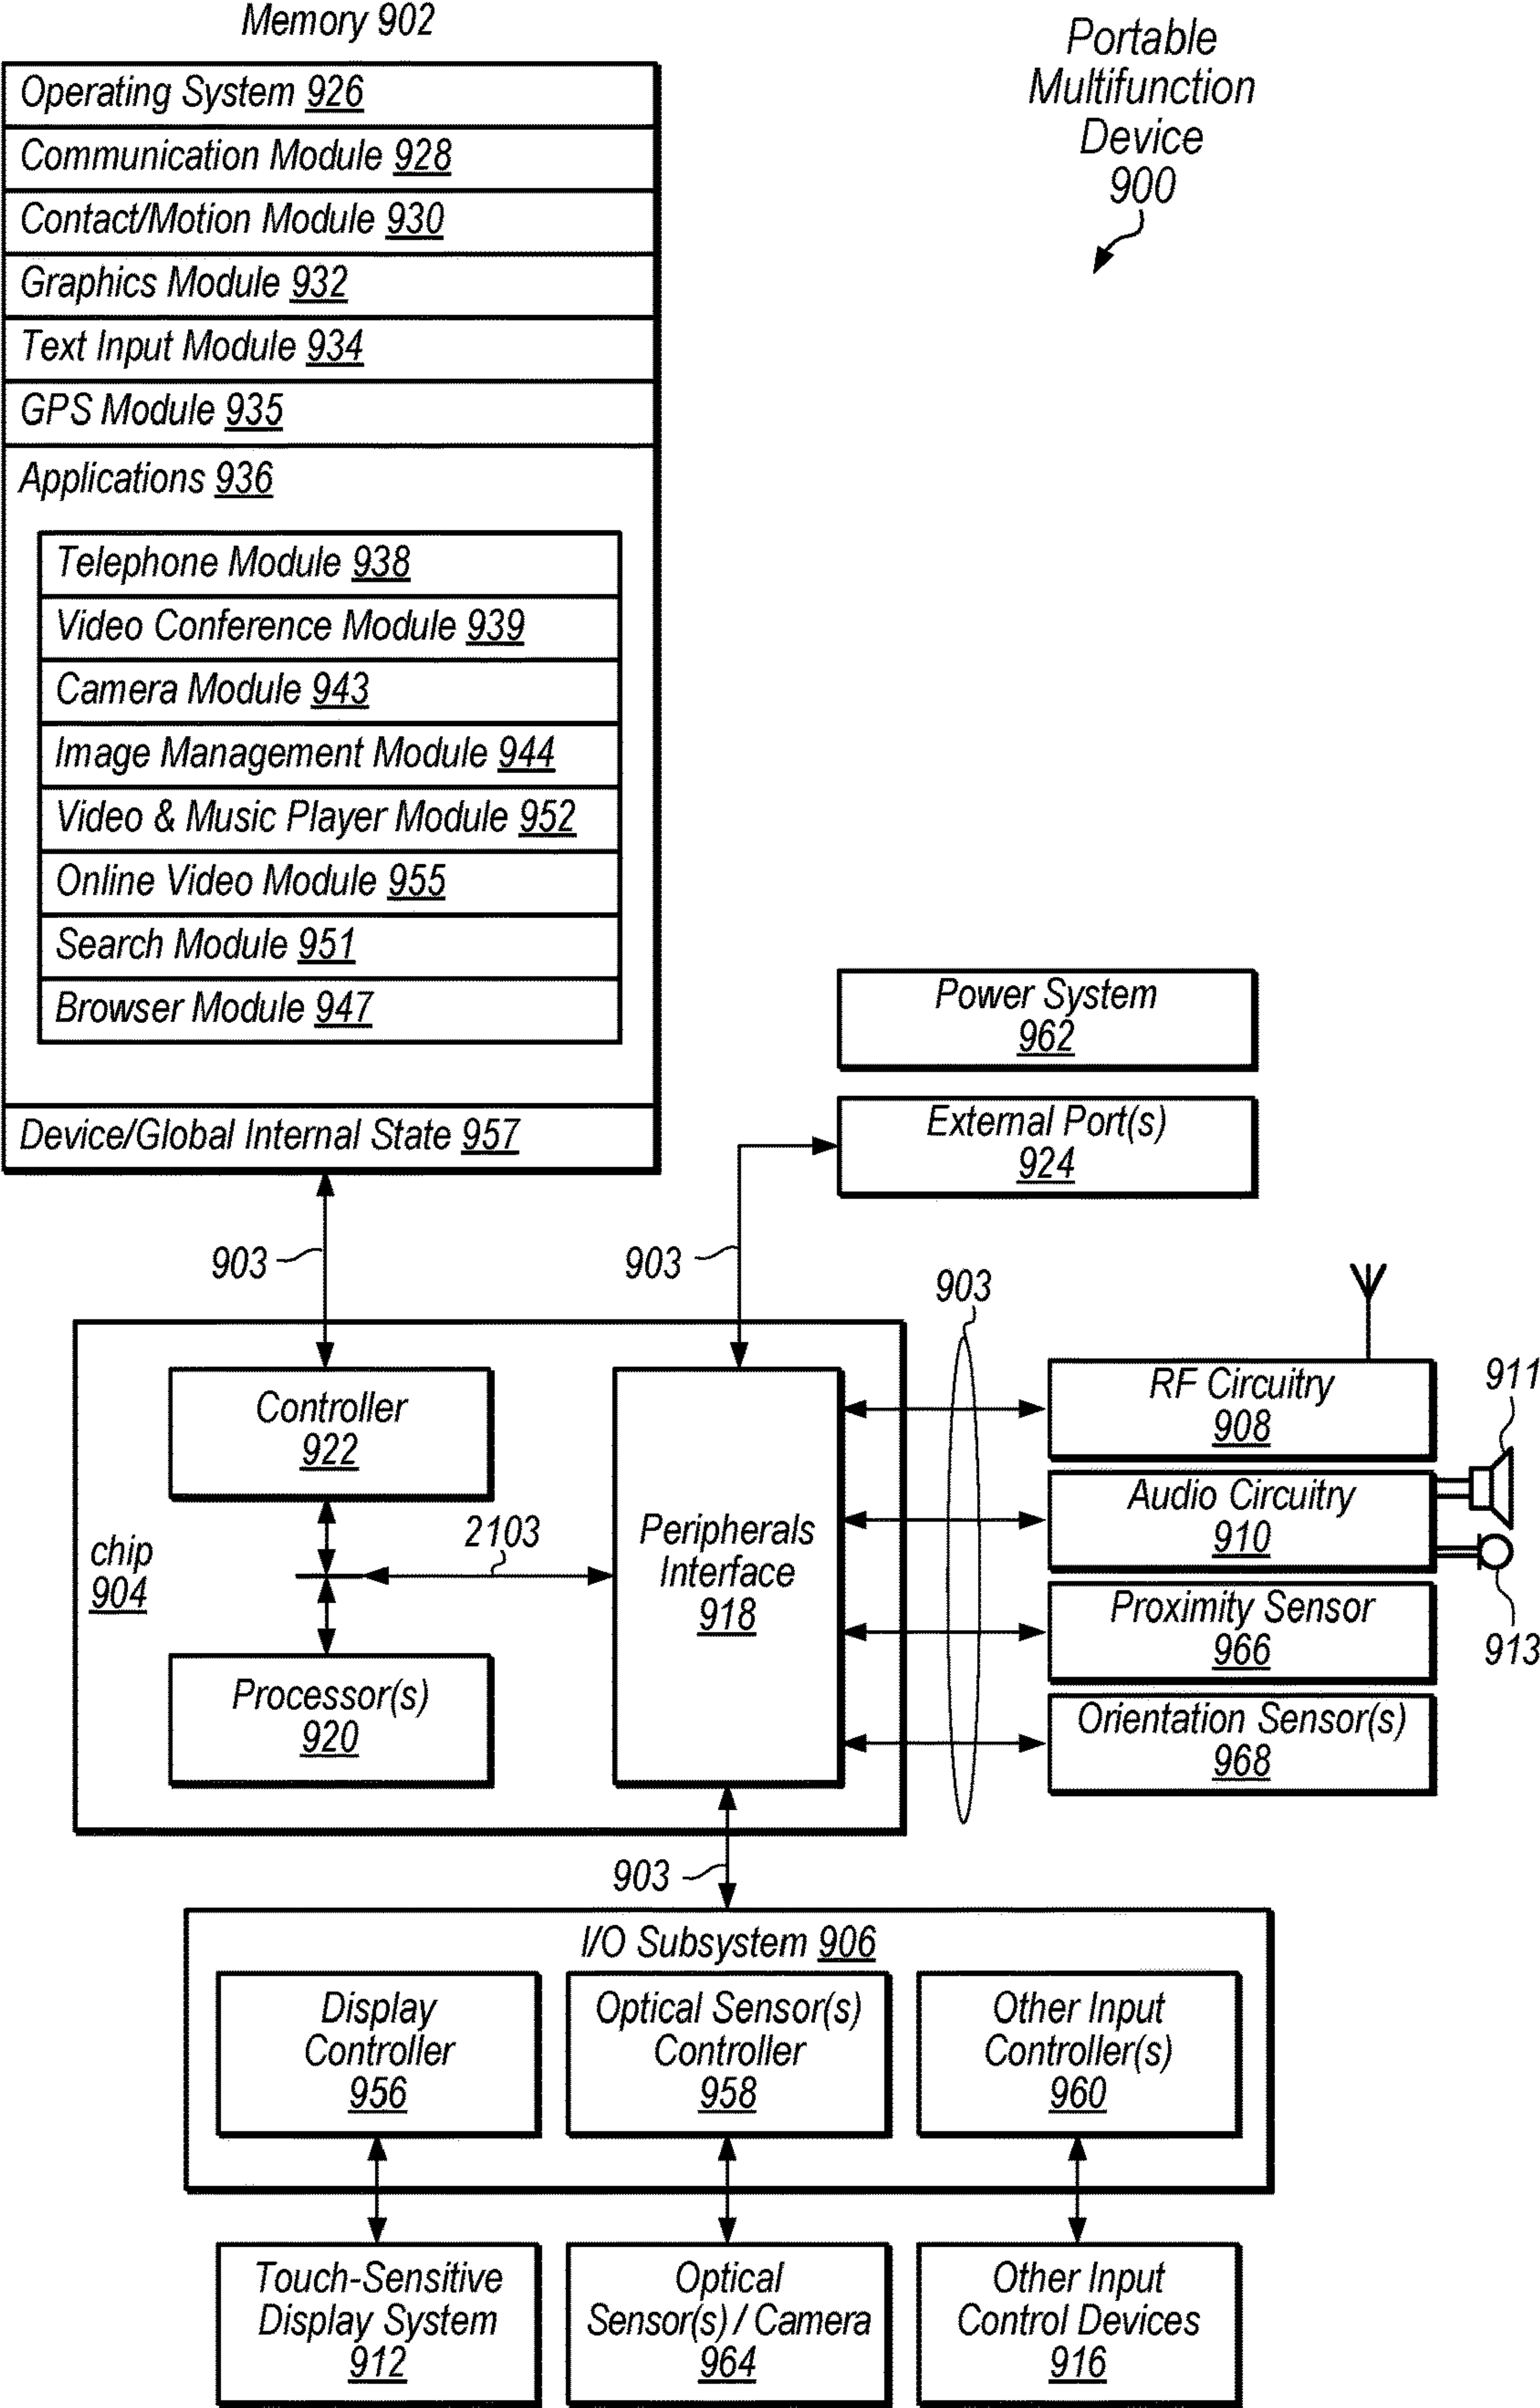 Memory 902
Portable
Multifunction
Device
900
Operating System 926
Communication Module 928
Contact/Motion Module 930
Graphics Module 932
Text Input Module 934
GPS Module 935
Applications 936
Telephone Module 938
Video Conference Module 939
Camera Module 943
Image Management Module 944
Video & Music Player Module 952
Online Video Module 955
Search Module 951
Browser Module 947
Device/Global Internal State 957
Power System
962
External Port(s)
924
903
903
903
chip
904
Controller
922
2103
Processor(s)
920
Peripherals
Interface
918
RF Circuitry
908
911
Audio Circuitry
910
913
Proximity Sensor
966
Orientation Sensor(s)
968
903
I/O Subsystem 906
Display
Controller
956
Optical Sensor(s)
Controller
958
Other Input
Controller(s)
960
Touch-Sensitive
Display System
912
Optical
Sensor(s) / Camera
964
Other Input
Control Devices
916